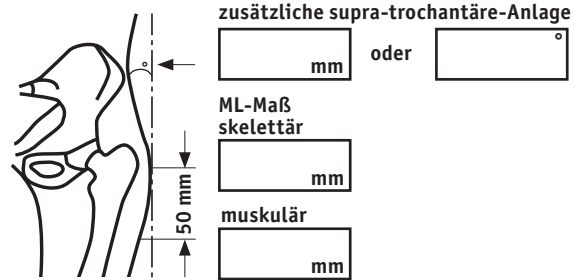 zusätzliche supra-trochantäre-Anlage
mm
oder
°
°
ML-Maß
skelettär
mm
50 mm
muskulär
mm